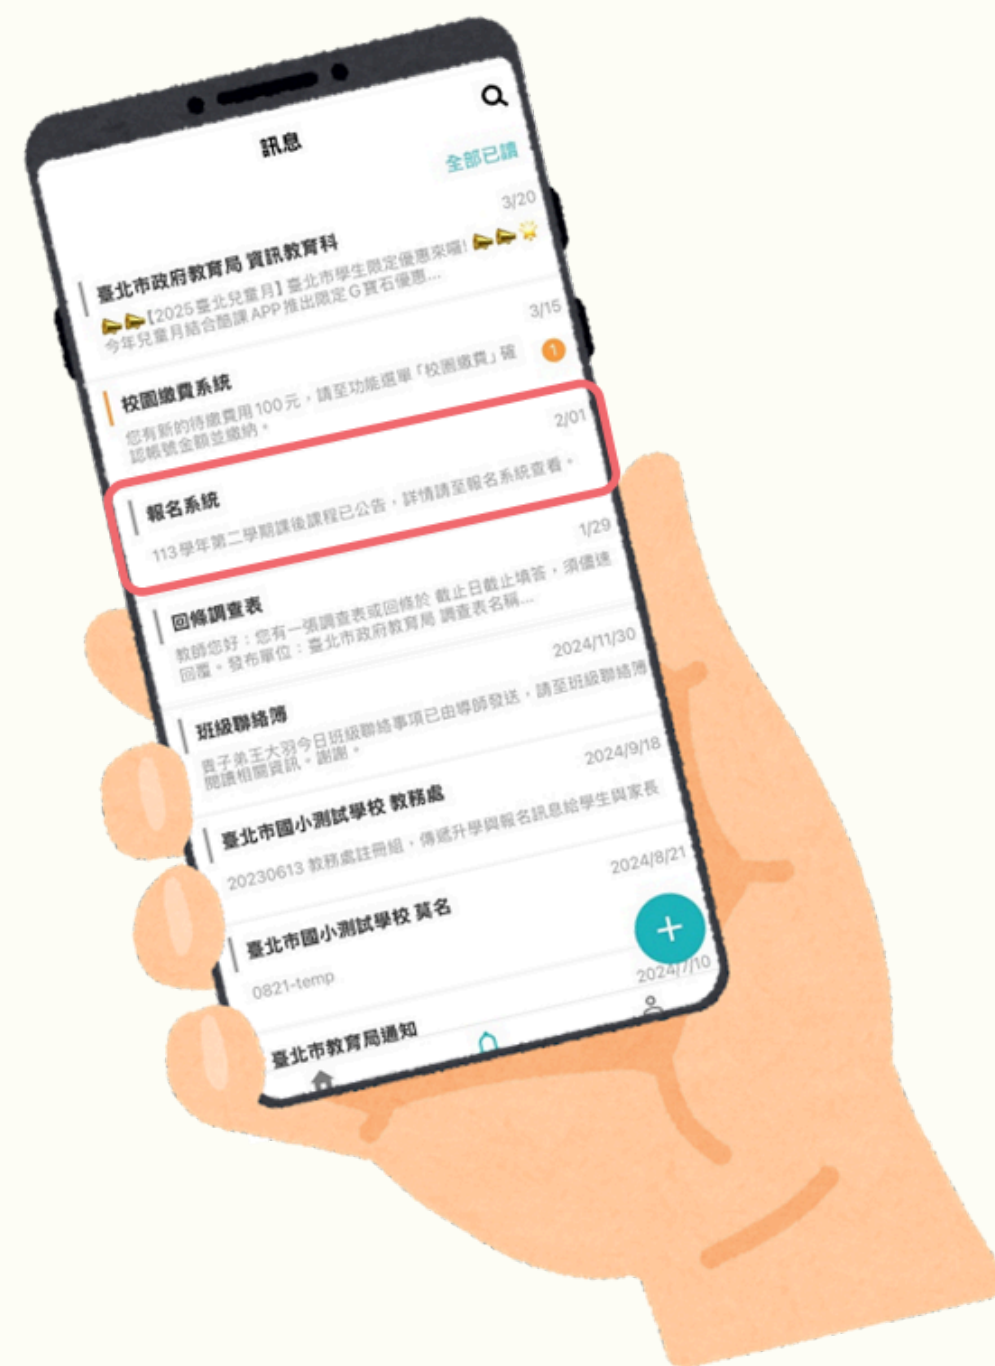 訊息
全部已讀
3/20
臺北市政府教育局 資訊教育科
【2025臺北兒童月】臺北市學生限定優惠來囉!
今年兒童月結合酷課APP推出限定G寶石優惠...
3/15
校園繳費系統
1
您有新的待繳費用100元，請至功能選單「校園繳費」確
認帳號金額並繳納。
2/01
報名系統
113學年第二學期課後課程已公告，詳情請至報名系統查看。
1/29
回條調查表
教師您好：您有一張調查表或回條於 截止日截止填答，須儘速
回覆。發布單位：臺北市政府教育局 調查表名稱...
2024/11/30
班級聯絡簿
貴子弟王大羽今日班級聯絡事項已由導師發送，請至班級聯絡簿
閱讀相關資訊。謝謝。
2024/9/18
臺北市國小測試學校 教務處
20230613 教務處註冊組，傳遞升學與報名訊息給學生與家長
2024/8/21
臺北市國小測試學校 莫名
0821-temp
2024/7/10
臺北市教育局通知